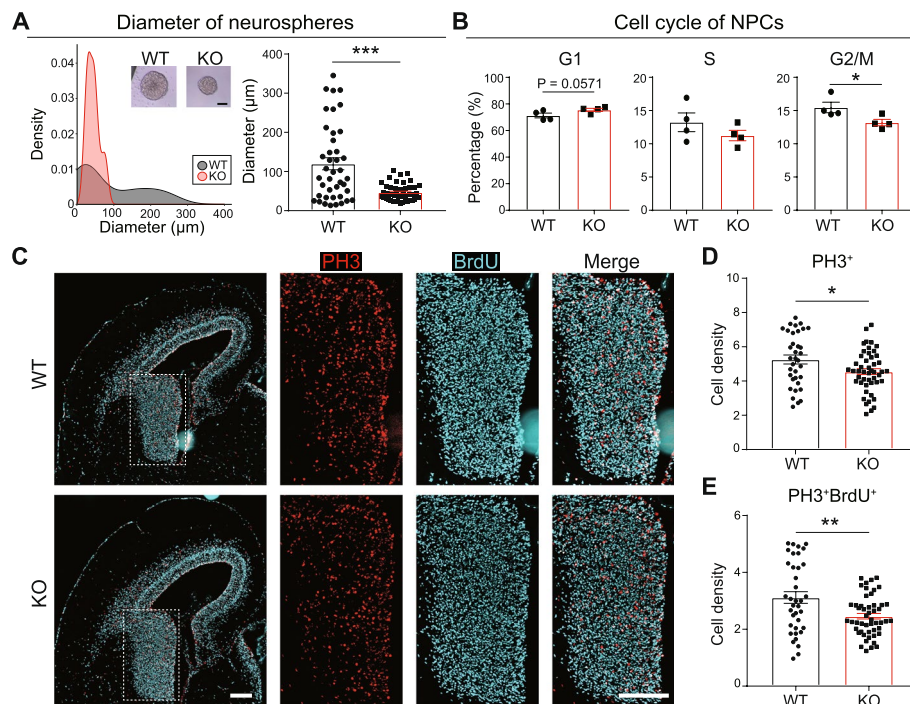 A Diameter of neurospheres
0.04
0.03
0.02
0.01
0
Density
0 100 200 300 400
Diameter (µm)
WT KO
WT
KO
***
400
300
200
100
0
Diameter (µm)
WT KO
B Cell cycle of NPCs
G1
P = 0.0571
100
80
60
40
20
0
Percentage (%)
WT KO
S
20
15
10
5
0
WT KO
G2/M
*
20
15
10
5
0
WT KO
C
PH3 BrdU Merge
WT
KO
D PH3⁺
*
10
8
6
4
2
0
Cell density
WT KO
E PH3⁺BrdU⁺
**
6
4
2
0
Cell density
WT KO